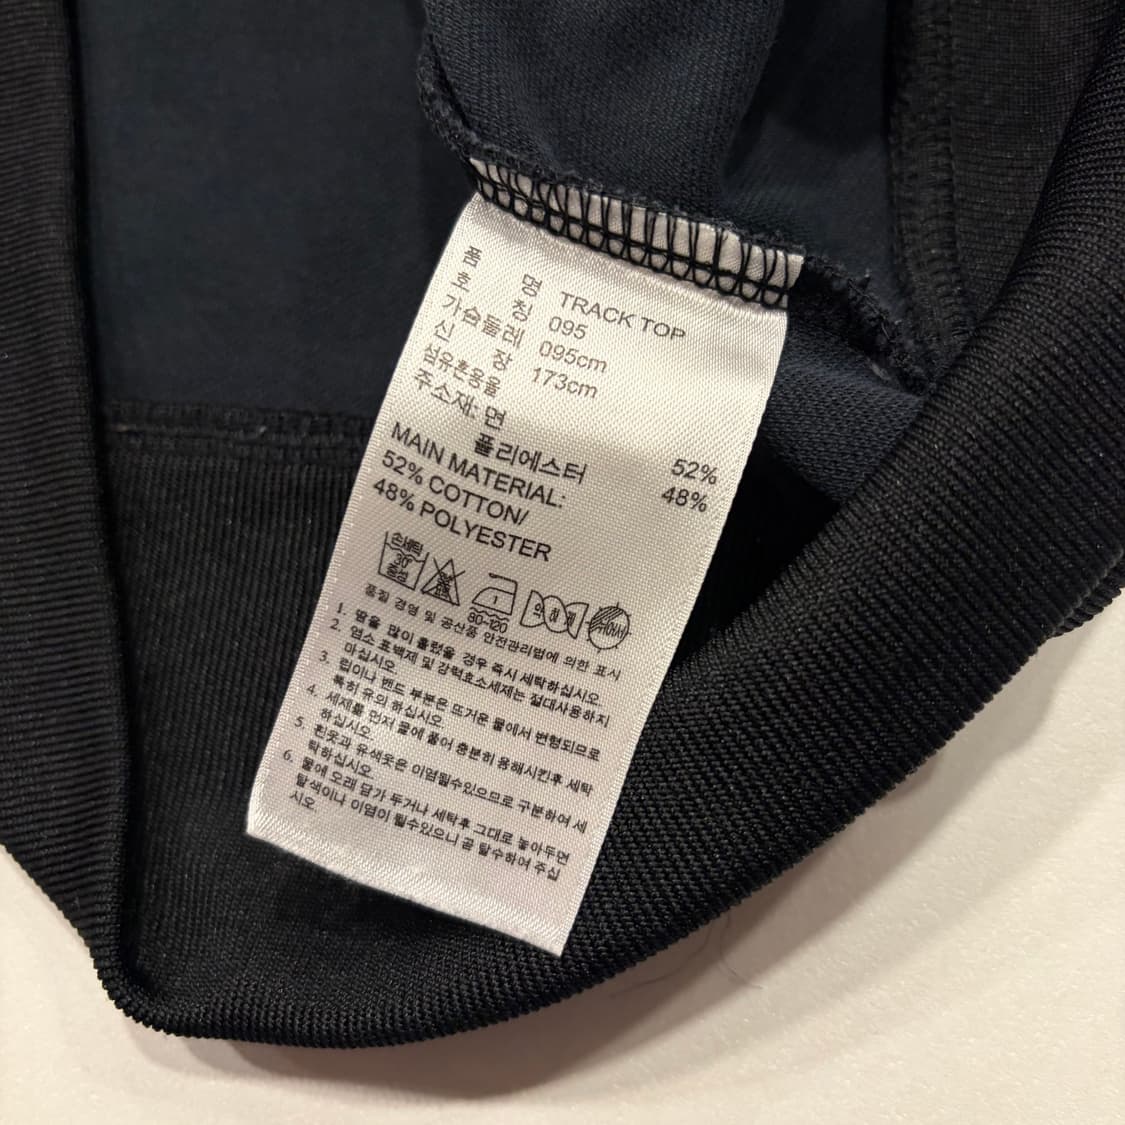 품 명 TRACK TOP
호 칭 095
가슴둘레 095cm
신 장 173cm
섬유혼용율
주소재: 면 52%
폴리에스터 48%
MAIN MATERIAL:
52% COTTON/
48% POLYESTER
손세탁 30° 중성 80~120
품질 경영 및 공산품 안전관리법에 의한 표시
1. 땀을 많이 흘렸을 경우 즉시 세탁하십시오.
2. 염소 표백제 및 강력효소세제는 절대사용하지
마십시오.
3. 립이나 밴드 부분은 뜨거운 물에서 변형되므로
특히 유의 하십시오.
4. 세제를 먼저 물에 풀어 충분히 용해시킨후 세탁
하십시오.
5. 흰옷과 유색옷은 이염될수있으므로 구분하여 세
탁하십시오.
6. 물에 오래 담가 두거나 세탁후 그대로 놓아두면
탈색이나 이염이 될수있으니 곧 탈수하여 주십
시오.